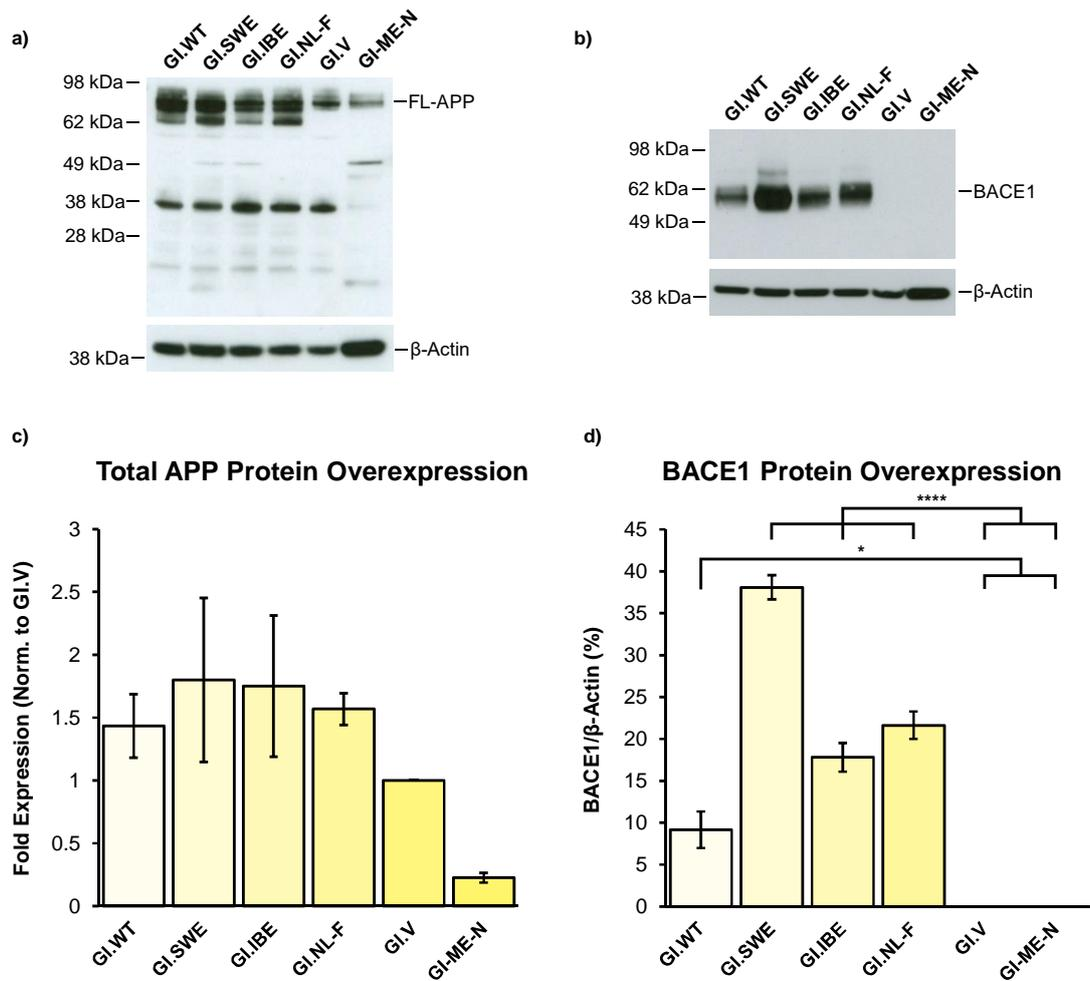 a)
GI.WT
GI.SWE
GI.IBE
GI.NL-F
GI.V
GI-ME-N
98 kDa
62 kDa
49 kDa
38 kDa
28 kDa
FL-APP
38 kDa
β-Actin
b)
GI.WT
GI.SWE
GI.IBE
GI.NL-F
GI.V
GI-ME-N
98 kDa
62 kDa
49 kDa
BACE1
38 kDa
β-Actin
c)
Total APP Protein Overexpression
Fold Expression (Norm. to GI.V)
3
2.5
2
1.5
1
0.5
0
GI.WT
GI.SWE
GI.IBE
GI.NL-F
GI.V
GI-ME-N
d)
BACE1 Protein Overexpression
****
*
BACE1/β-Actin (%)
45
40
35
30
25
20
15
10
5
0
GI.WT
GI.SWE
GI.IBE
GI.NL-F
GI.V
GI-ME-N